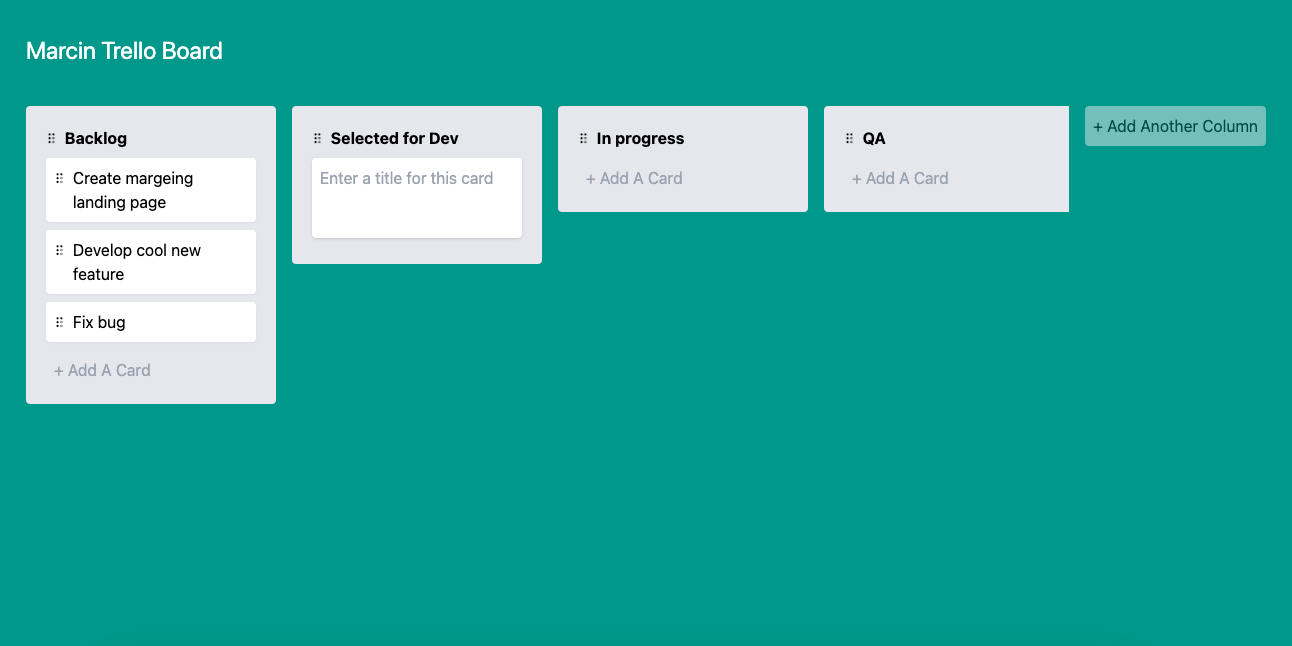 Marcin Trello Board
Backlog
Create margeing
landing page
Develop cool new
feature
Fix bug
+ Add A Card
Selected for Dev
Enter a title for this card
In progress
+ Add A Card
QA
+ Add A Card
+ Add Another Column